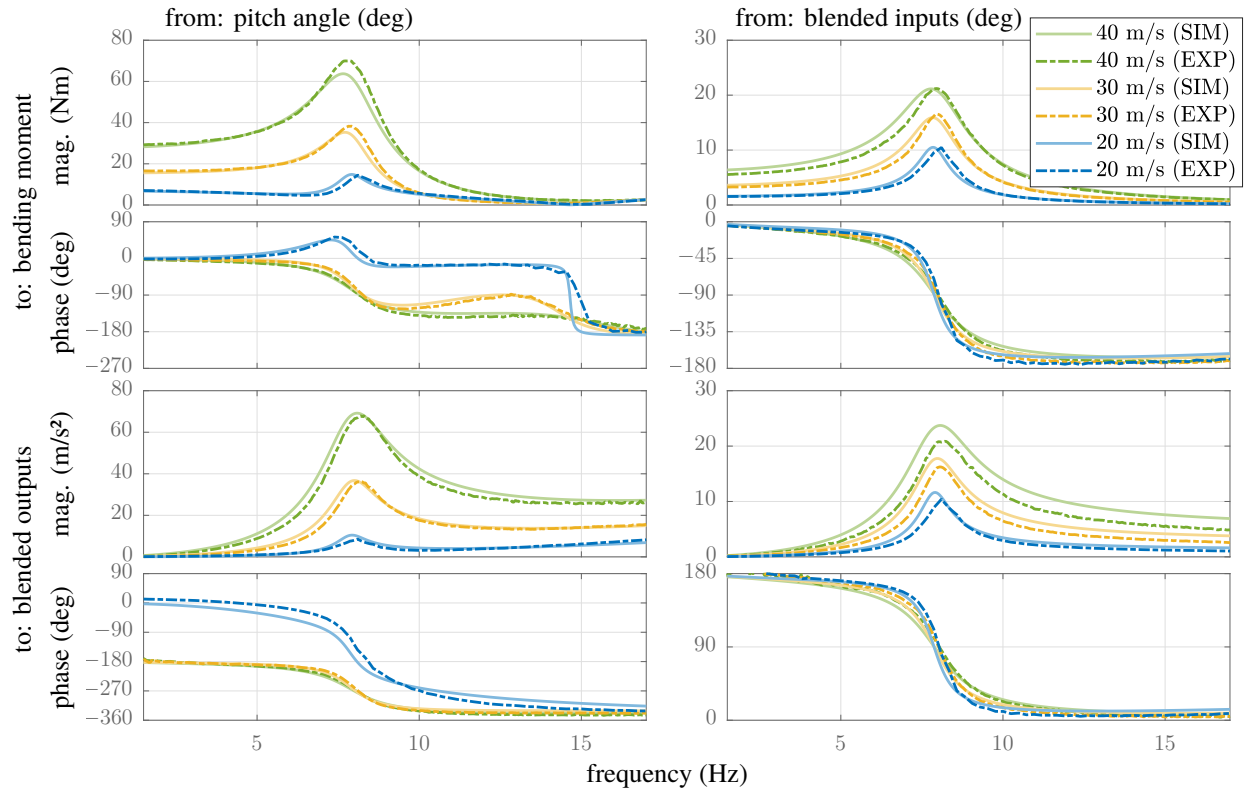 from: pitch angle (deg)
from: blended inputs (deg)
40 m/s (SIM)
40 m/s (EXP)
30 m/s (SIM)
30 m/s (EXP)
20 m/s (SIM)
20 m/s (EXP)
to: bending moment
mag. (Nm)
80
60
40
20
0
30
20
10
0
phase (deg)
90
0
−90
−180
−270
0
−45
−90
−135
−180
to: blended outputs
mag. (m/s²)
80
60
40
20
0
30
20
10
0
phase (deg)
90
0
−90
−180
−270
−360
180
90
0
5 10 15
5 10 15
frequency (Hz)